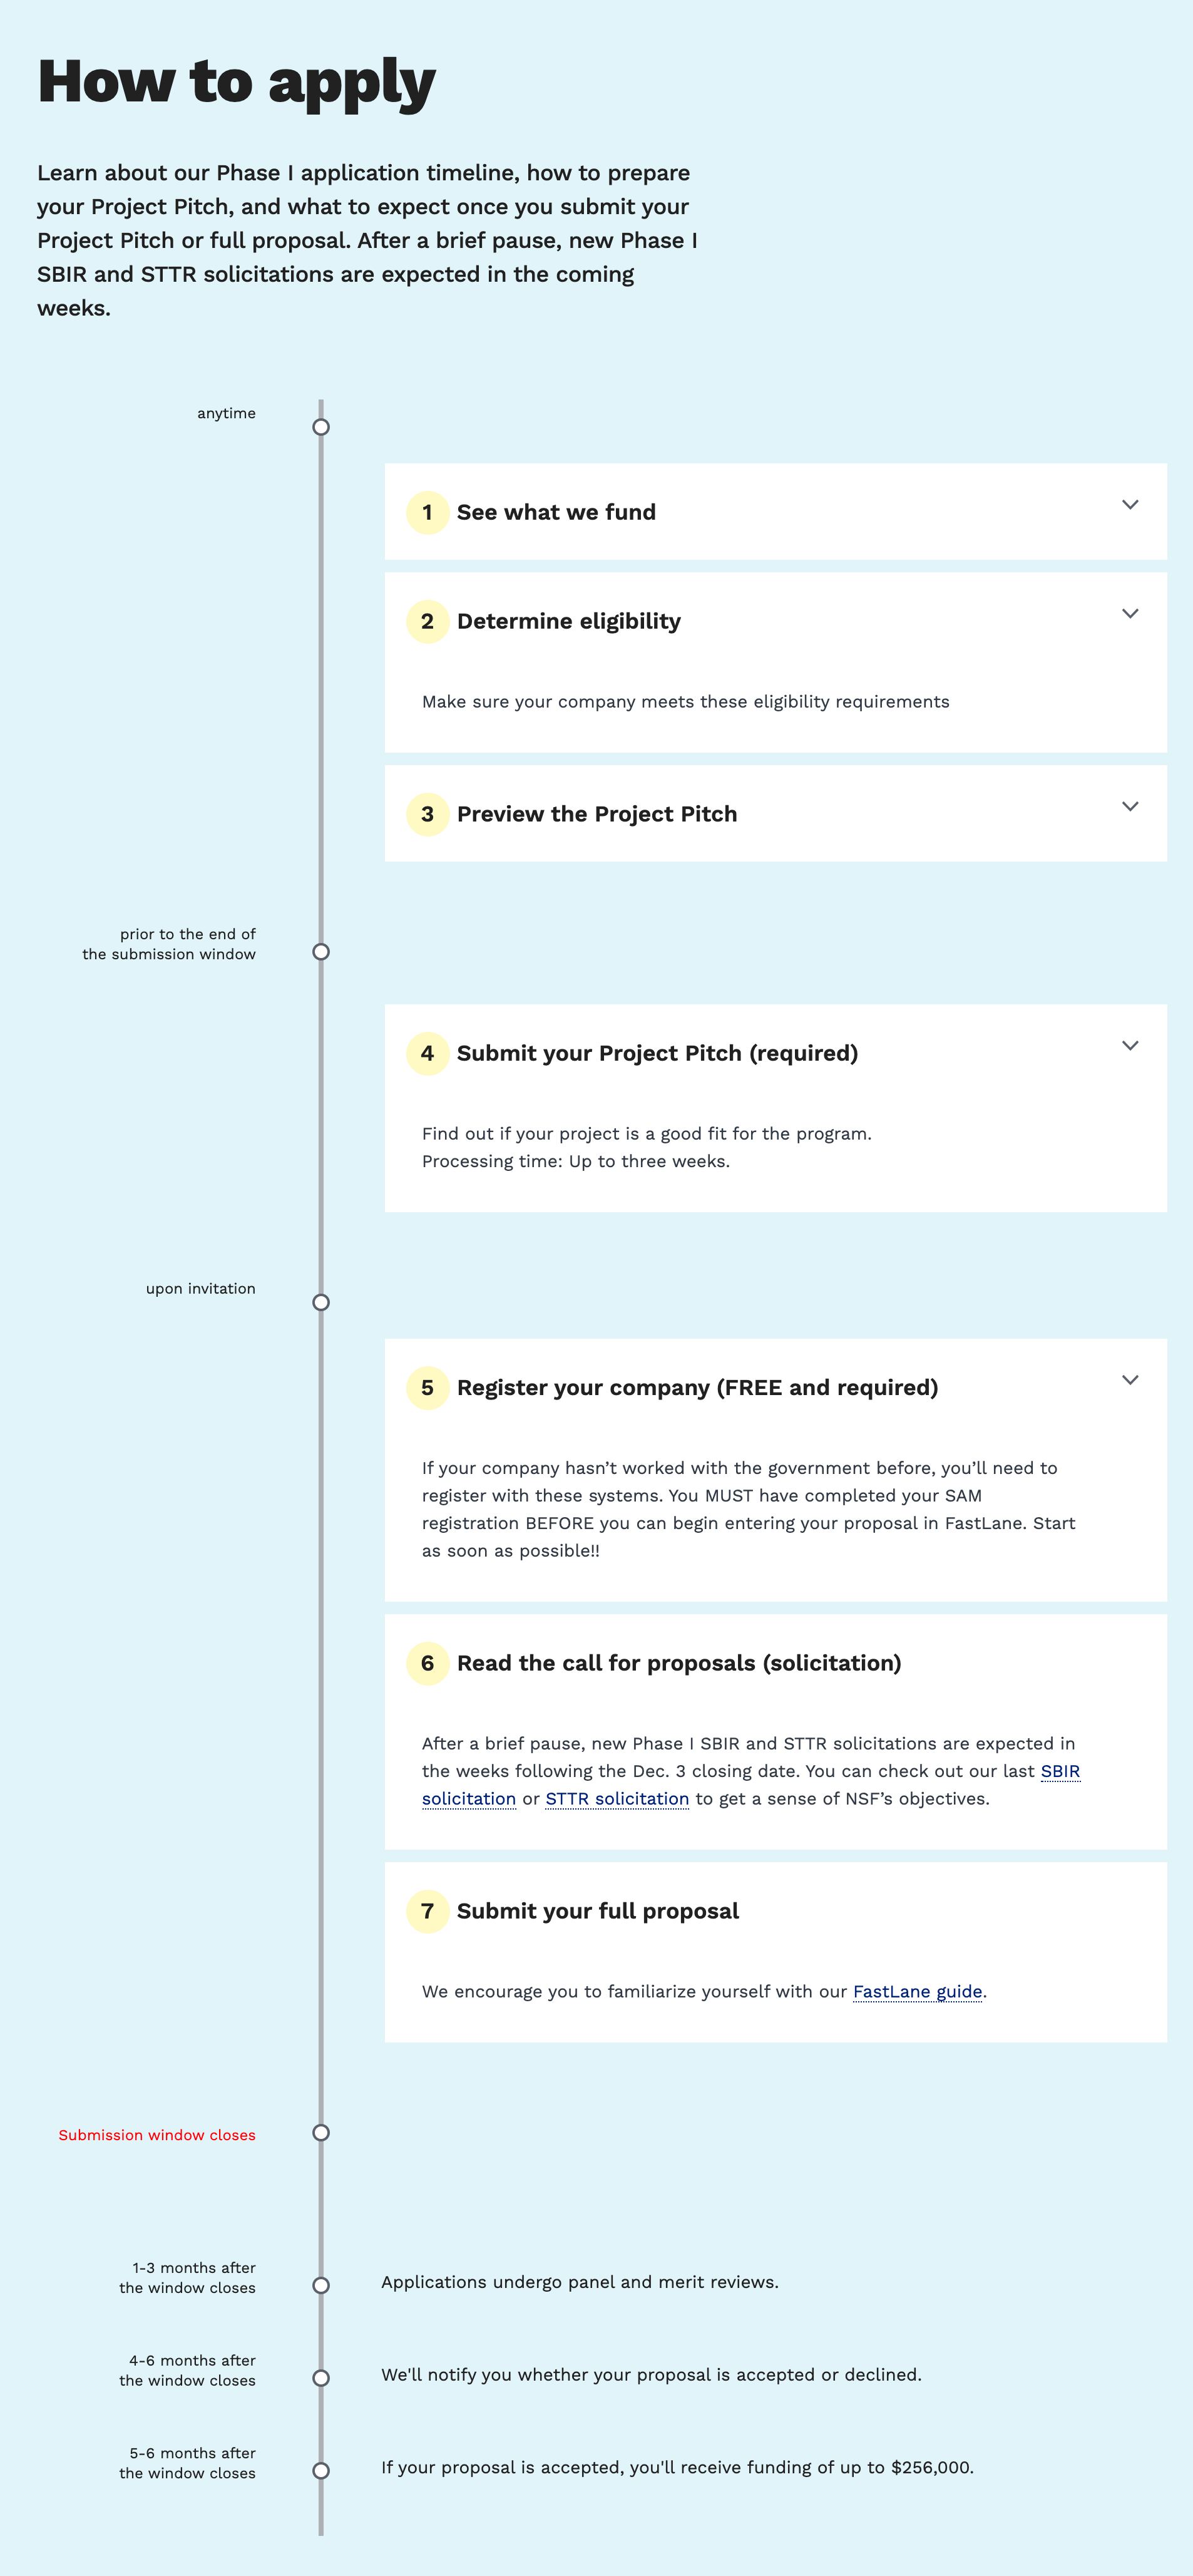 How to apply
Learn about our Phase I application timeline, how to prepare
your Project Pitch, and what to expect once you submit your
Project Pitch or full proposal. After a brief pause, new Phase I
SBIR and STTR solicitations are expected in the coming
weeks.
anytime
1 See what we fund
2 Determine eligibility
Make sure your company meets these eligibility requirements
3 Preview the Project Pitch
prior to the end of
the submission window
4 Submit your Project Pitch (required)
Find out if your project is a good fit for the program.
Processing time: Up to three weeks.
upon invitation
5 Register your company (FREE and required)
If your company hasn’t worked with the government before, you’ll need to
register with these systems. You MUST have completed your SAM
registration BEFORE you can begin entering your proposal in FastLane. Start
as soon as possible!!
6 Read the call for proposals (solicitation)
After a brief pause, new Phase I SBIR and STTR solicitations are expected in
the weeks following the Dec. 3 closing date. You can check out our last SBIR
solicitation or STTR solicitation to get a sense of NSF’s objectives.
7 Submit your full proposal
We encourage you to familiarize yourself with our FastLane guide.
Submission window closes
1-3 months after
the window closes
Applications undergo panel and merit reviews.
4-6 months after
the window closes
We'll notify you whether your proposal is accepted or declined.
5-6 months after
the window closes
If your proposal is accepted, you'll receive funding of up to $256,000.